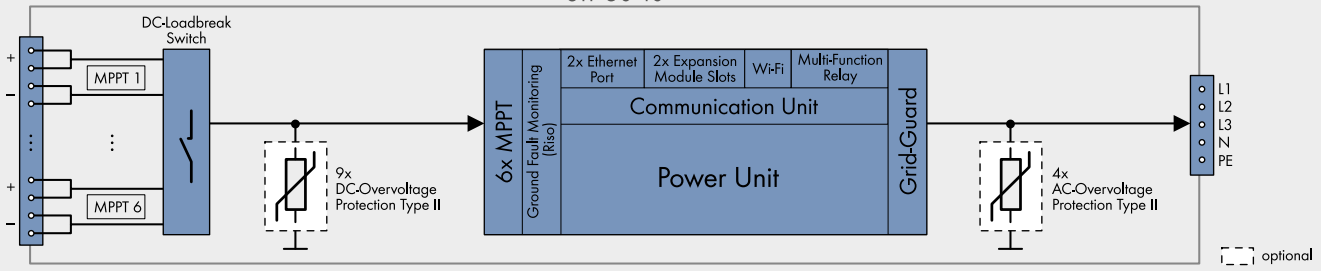 DC-Loadbreak
Switch
+
MPPT 1
−
⋮
⋮
+
MPPT 6
−
9x
DC-Overvoltage
Protection Type II
6x MPPT
Ground Fault Monitoring
(Riso)
2x Ethernet
Port
2x Expansion
Module Slots
Wi-Fi
Multi-Function
Relay
Communication Unit
Power Unit
Grid-Guard
4x
AC-Overvoltage
Protection Type II
L1
L2
L3
N
PE
optional